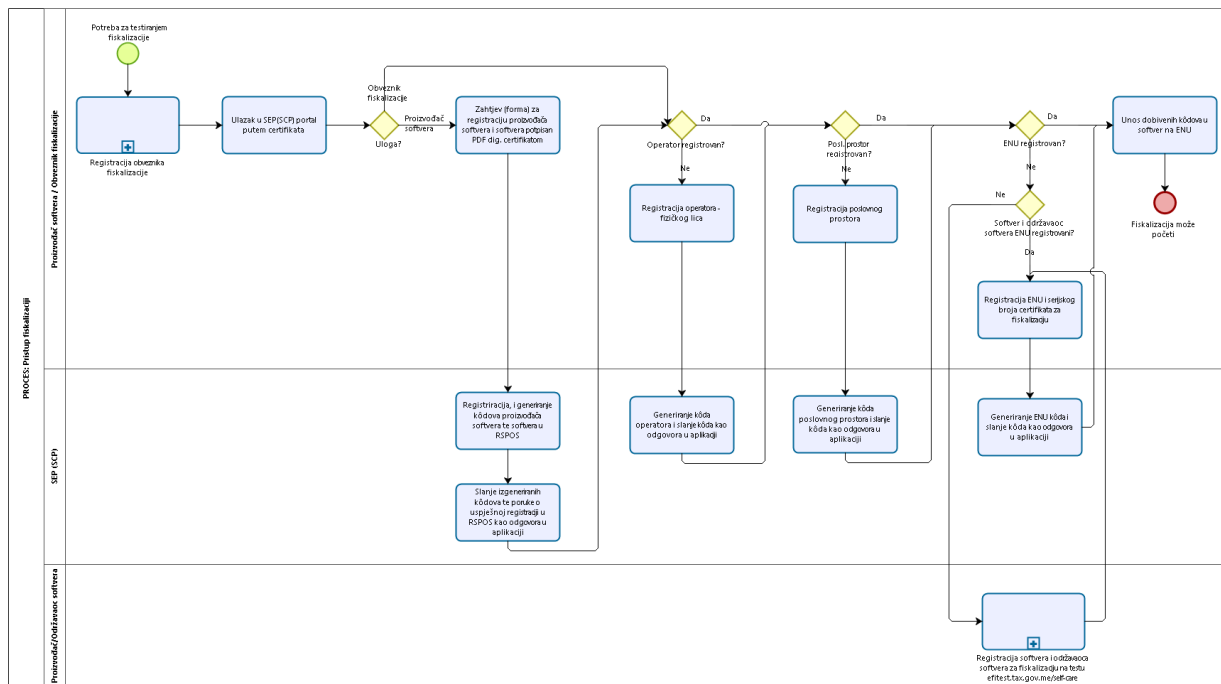 PROCES: Pristup fiskalizaciji
Proizvođač softvera / Obveznik fiskalizacije
Potreba za testiranjem
fiskalizacije
Registracija obveznika
fiskalizacije
Ulazak u SEP(SCP) portal
putem certifikata
Obveznik
fiskalizacije
Proizvođač
softvera
Uloga?
Zahtjev (forma) za
registraciju proizvođača
softvera i softvera potpisan
PDF dig. certifikatom
Da
Operator registrovan?
Ne
Registracija operatora -
fizičkog lica
Da
Posl. prostor
registrovan?
Ne
Registracija poslovnog
prostora
Da
ENU registrovan?
Ne
Ne
Softver i održavaoc
softvera ENU registrovani?
Da
Registracija ENU i serijskog
broja certifikata za
fiskalizaciju
Unos dobivenih kôdova u
softver na ENU
Fiskalizacija može
početi
SEP (SCP)
Registriracija, i generiranje
kôdova proizvođača
softvera te softvera u
RSPOS
Slanje izgeneriranih
kôdova te poruke o
uspješnoj registraciji u
RSPOS kao odgovora u
aplikaciji
Generiranje kôda
operatora i slanje kôda kao
odgovora u aplikaciji
Generiranje kôda
poslovnog prostora i slanje
kôda kao odgovora u
aplikaciji
Generiranje ENU kôda i
slanje kôda kao odgovora
u aplikaciji
Proizvođač/Održavaoc softvera
Registracija softvera i održavaoca
softvera za fiskalizaciju na testu
efitest.tax.gov.me/self-care